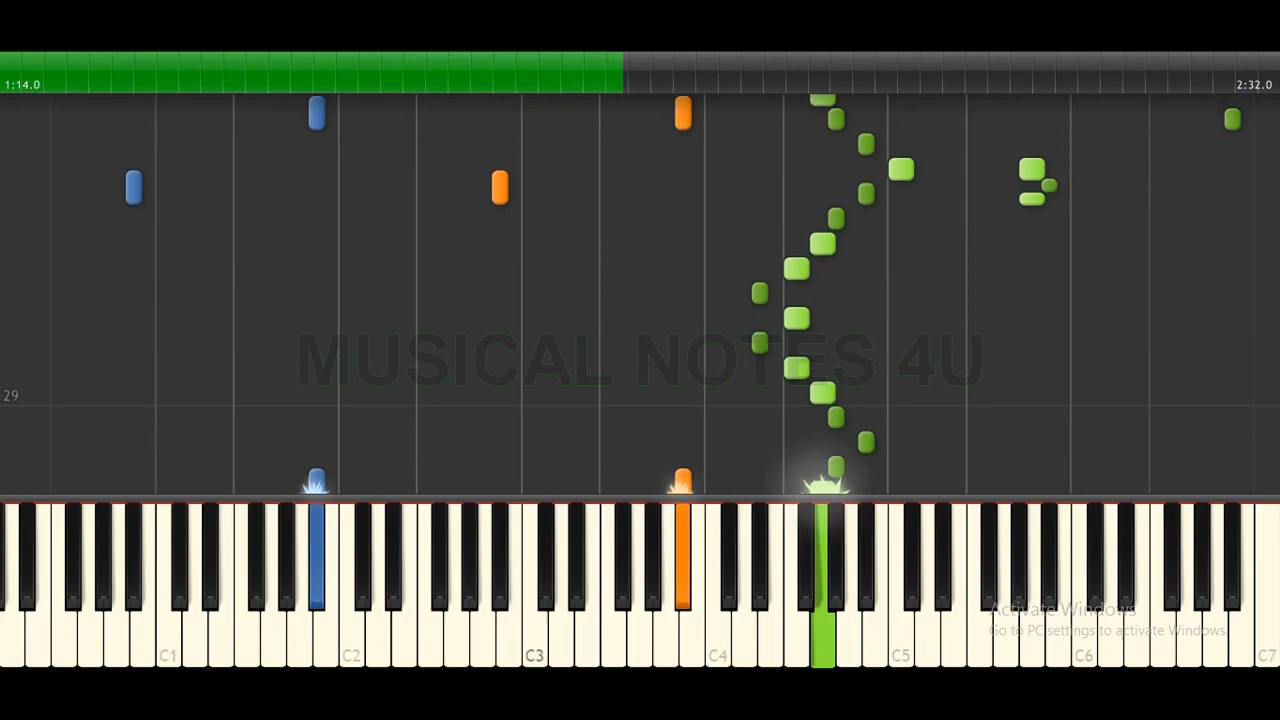 1:14.0
2:32.0
MUSICAL NOTES 4U
29
Activate Windows
Go to PC settings to activate Windows.
C1 C2 C3 C4 C5 C6 C7